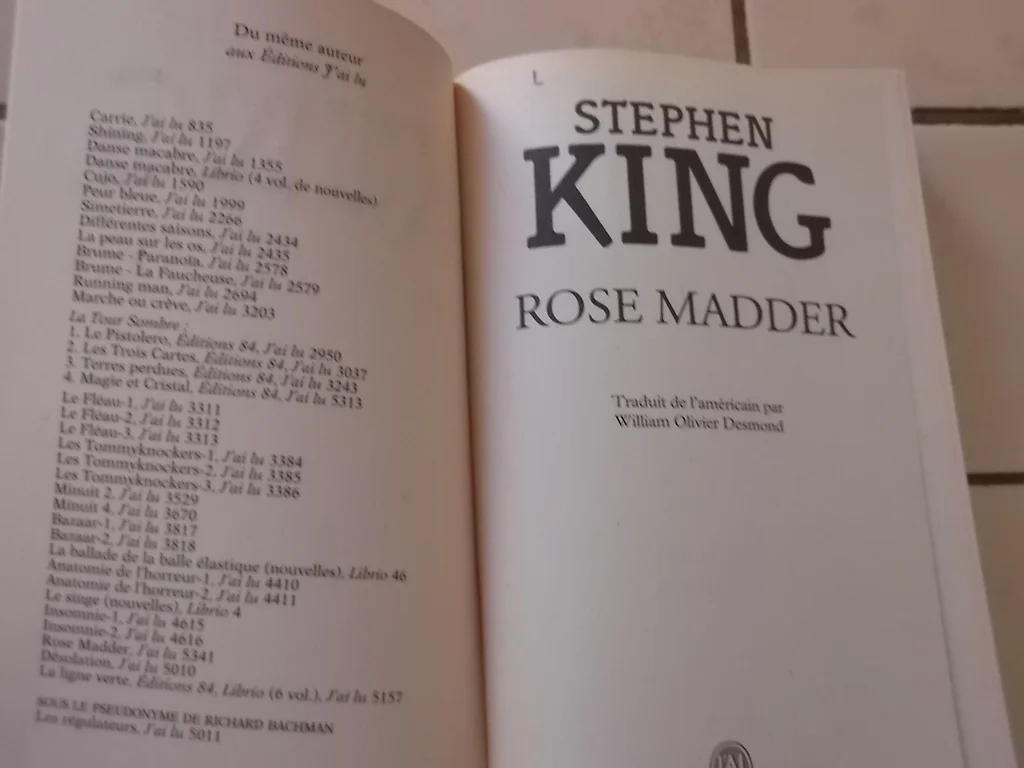 Du même auteur
aux Éditions J'ai lu
Carrie, J'ai lu 835
Shining, J'ai lu 1197
Danse macabre, J'ai lu 1355
Danse macabre, Librio (4 vol. de nouvelles)
Cujo, J'ai lu 1590
Peur bleue, J'ai lu 1999
Simetierre, J'ai lu 2266
Différentes saisons, J'ai lu 2434
La peau sur les os, J'ai lu 2435
Brume - Paranoïa, J'ai lu 2578
Brume - La Faucheuse, J'ai lu 2579
Running man, J'ai lu 2694
Marche ou crève, J'ai lu 3203
La Tour Sombre :
1. Le Pistolero, Éditions 84, J'ai lu 2950
2. Les Trois Cartes, Éditions 84, J'ai lu 3037
3. Terres perdues, Éditions 84, J'ai lu 3243
4. Magie et Cristal, Éditions 84, J'ai lu 5313
Le Fléau-1, J'ai lu 3311
Le Fléau-2, J'ai lu 3312
Le Fléau-3, J'ai lu 3313
Les Tommyknockers-1, J'ai lu 3384
Les Tommyknockers-2, J'ai lu 3385
Les Tommyknockers-3, J'ai lu 3386
Minuit 2, J'ai lu 3529
Minuit 4, J'ai lu 3670
Bazaar-1, J'ai lu 3817
Bazaar-2, J'ai lu 3818
La ballade de la balle élastique (nouvelles), Librio 46
Anatomie de l'horreur-1, J'ai lu 4410
Anatomie de l'horreur-2, J'ai lu 4411
Le singe (nouvelles), Librio 4
Insomnie-1, J'ai lu 4615
Insomnie-2, J'ai lu 4616
Rose Madder, J'ai lu 5341
Désolation, J'ai lu 5010
La ligne verte, Éditions 84, Librio (6 vol.), J'ai lu 5157
SOUS LE PSEUDONYME DE RICHARD BACHMAN
Les régulateurs, J'ai lu 5011
L
STEPHEN
KING
ROSE MADDER
Traduit de l'américain par
William Olivier Desmond
J'AI